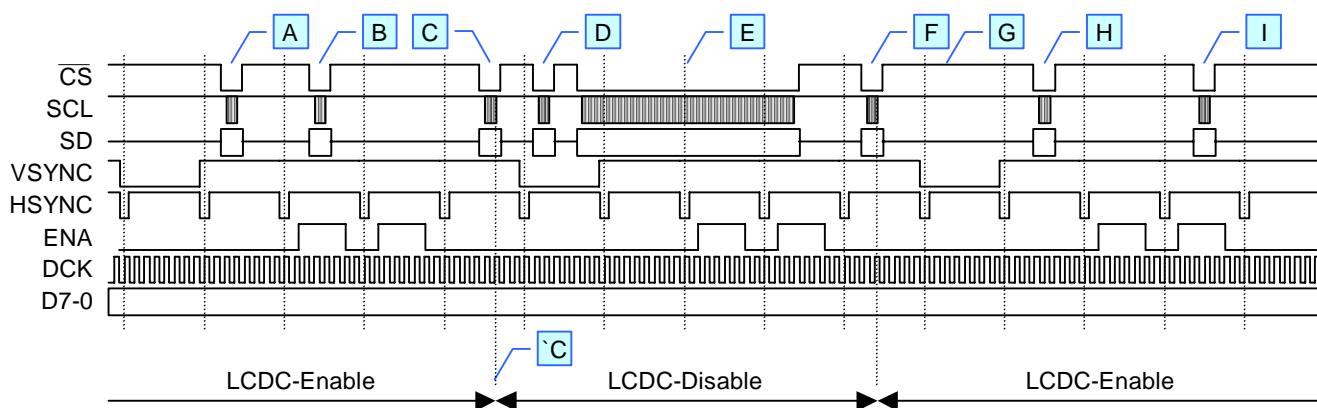 A B C D E F G H I
CS
SCL
SD
VSYNC
HSYNC
ENA
DCK
D7-0
`C
LCDC-Enable LCDC-Disable LCDC-Enable